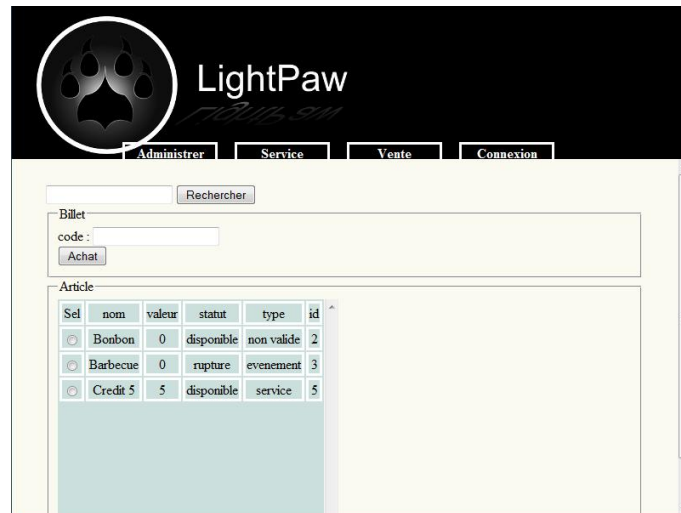 LightPaw
Administrer Service Vente Connexion
Rechercher
Billet
code :
Achat
Article
Sel nom valeur statut type id
Bonbon 0 disponible non valide 2
Barbecue 0 rupture evenement 3
Credit 5 5 disponible service 5